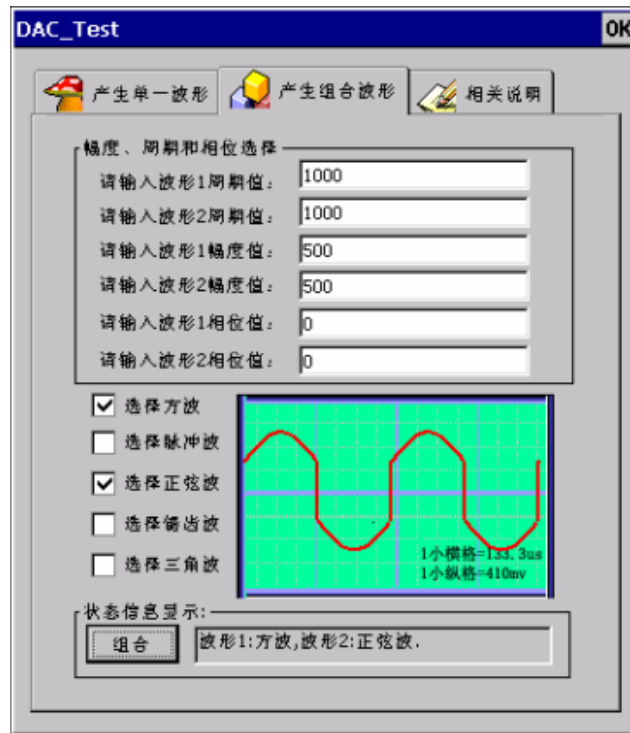 DAC_Test OK
产生单一波形 产生组合波形 相关说明
幅度、周期和相位选择
请输入波形1周期值: 1000
请输入波形2周期值: 1000
请输入波形1幅度值: 500
请输入波形2幅度值: 500
请输入波形1相位值: 0
请输入波形2相位值: 0
选择方波
选择脉冲波
选择正弦波
选择锯齿波
选择三角波
1小横格=133.3us
1小纵格=410mv
状态信息显示:
组合 波形1:方波,波形2:正弦波.